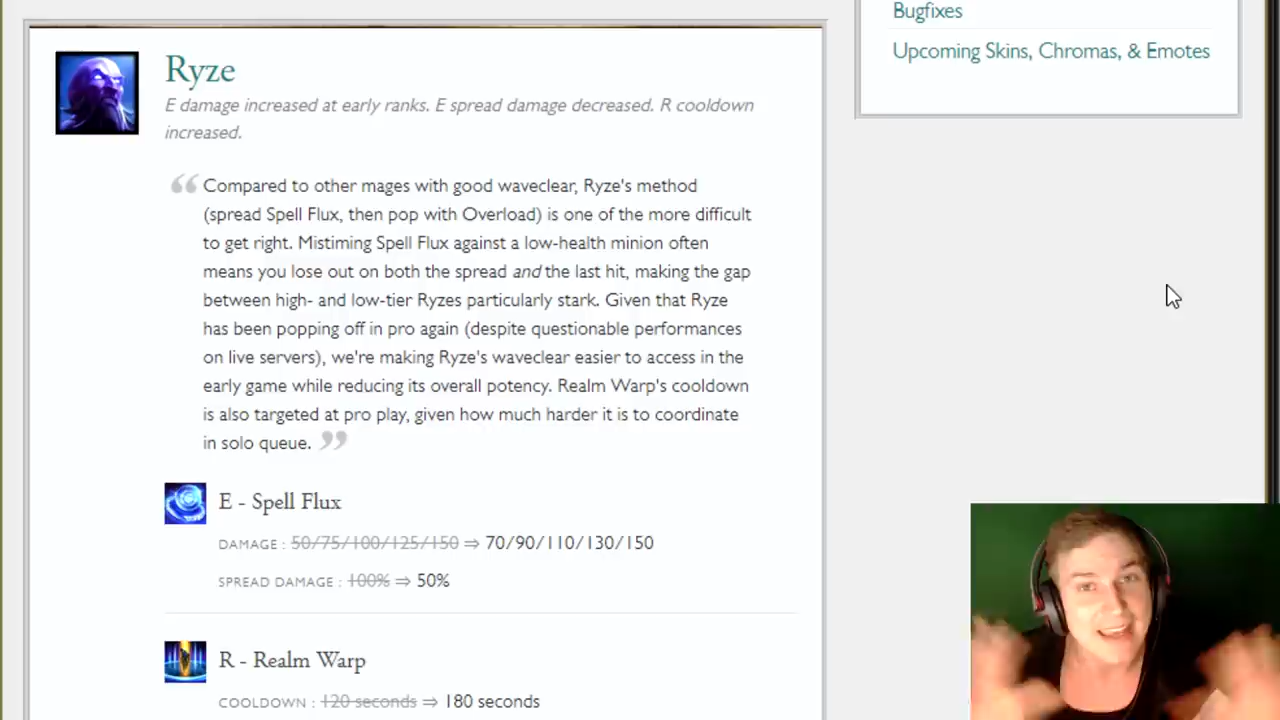 Bugfixes
Upcoming Skins, Chromas, & Emotes
Ryze
E damage increased at early ranks. E spread damage decreased. R cooldown
increased.
“ Compared to other mages with good waveclear, Ryze's method
(spread Spell Flux, then pop with Overload) is one of the more difficult
to get right. Mistiming Spell Flux against a low-health minion often
means you lose out on both the spread and the last hit, making the gap
between high- and low-tier Ryzes particularly stark. Given that Ryze
has been popping off in pro again (despite questionable performances
on live servers), we're making Ryze's waveclear easier to access in the
early game while reducing its overall potency. Realm Warp's cooldown
is also targeted at pro play, given how much harder it is to coordinate
in solo queue. ”
E - Spell Flux
DAMAGE : 50/75/100/125/150 ⇒ 70/90/110/130/150
SPREAD DAMAGE : 100% ⇒ 50%
R - Realm Warp
COOLDOWN : 120 seconds ⇒ 180 seconds